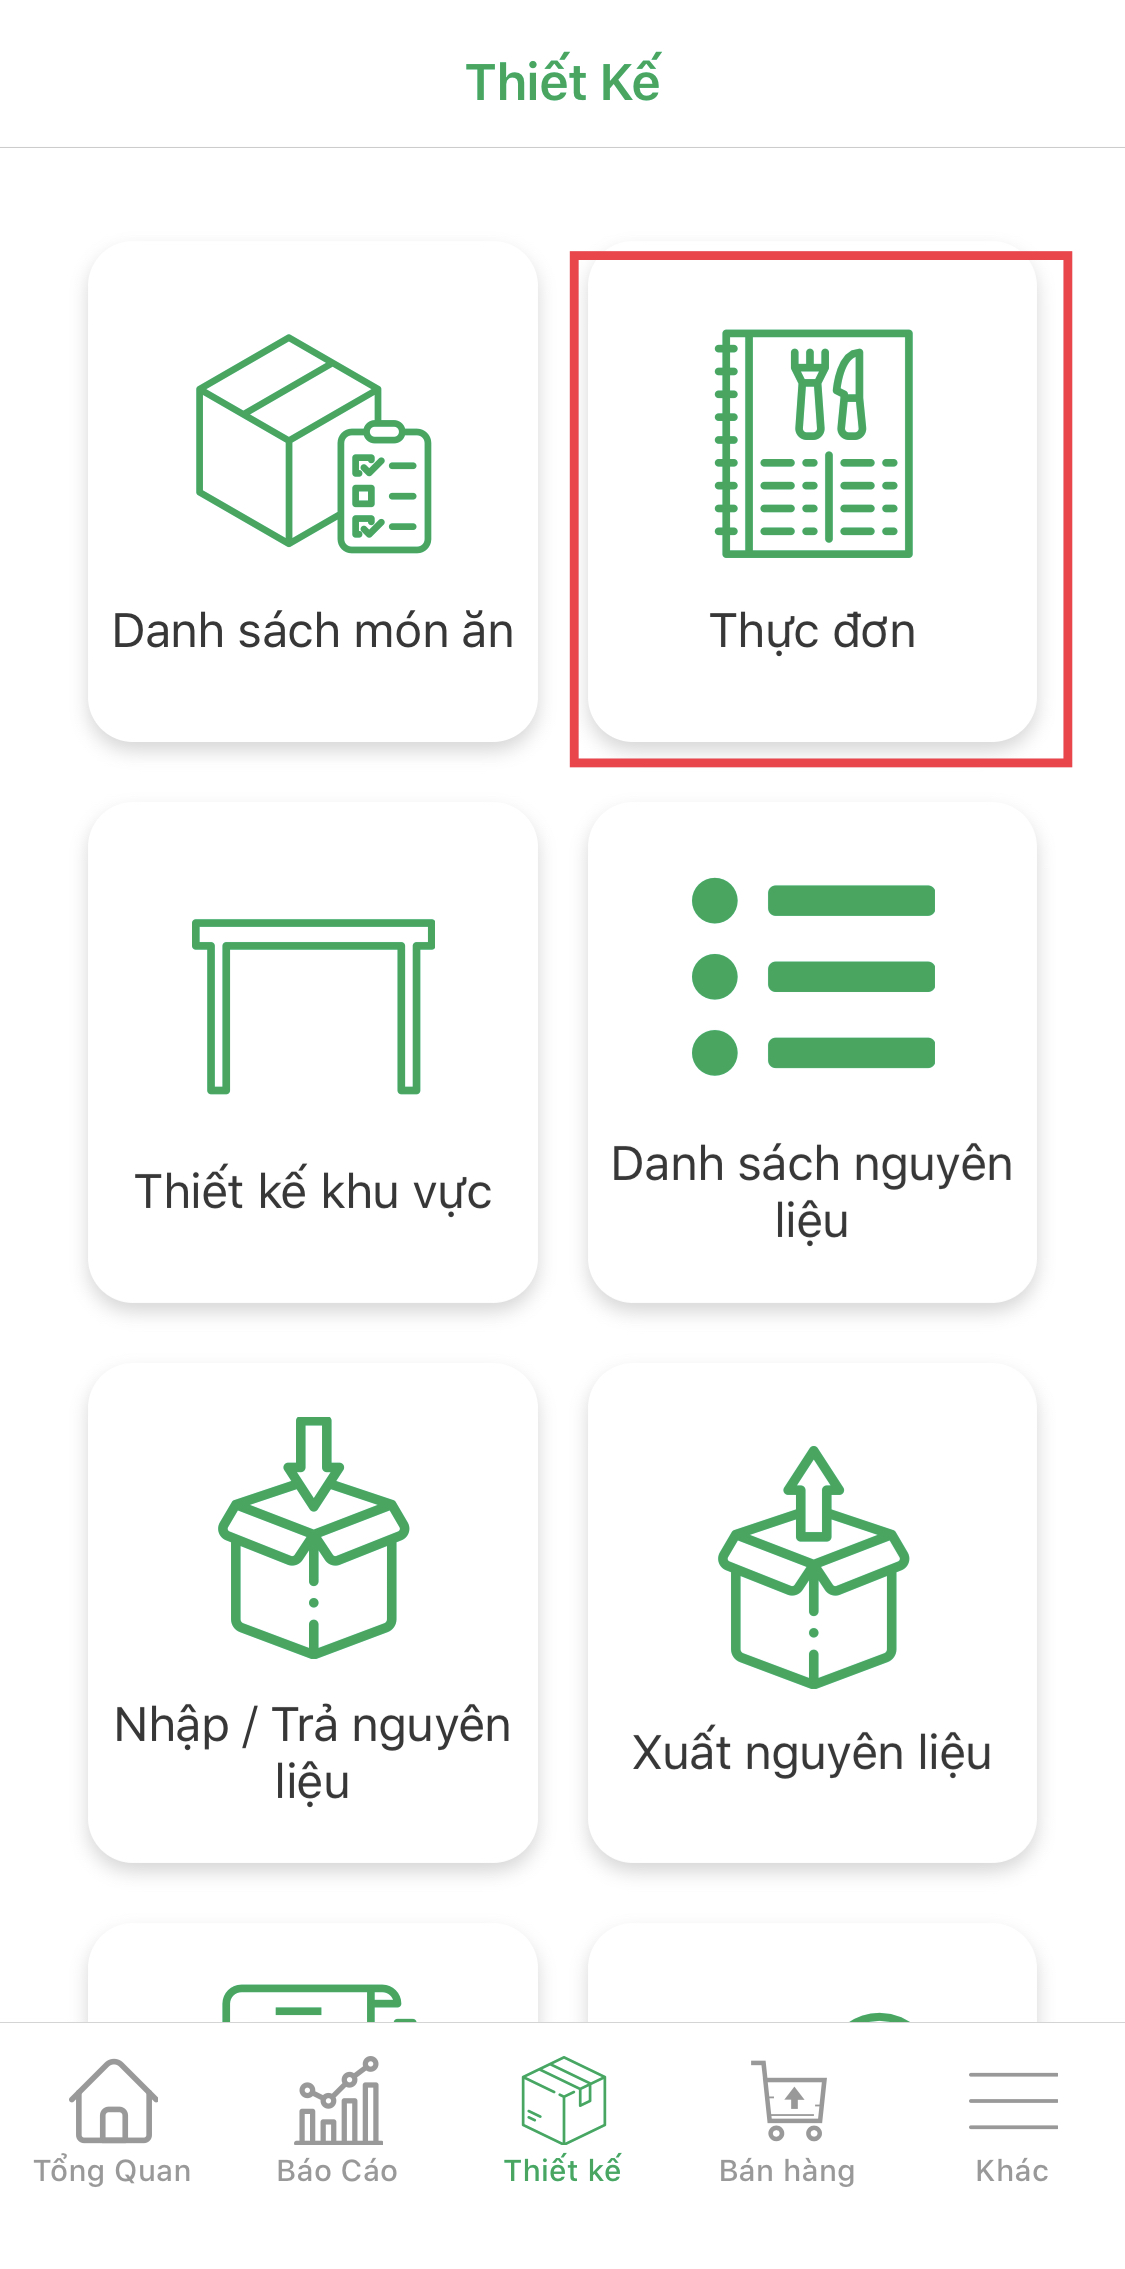 Thiết Kế
Danh sách món ăn
Thực đơn
Thiết kế khu vực
Danh sách nguyên
liệu
Nhập / Trả nguyên
liệu
Xuất nguyên liệu
Tổng Quan
Báo Cáo
Thiết kế
Bán hàng
Khác